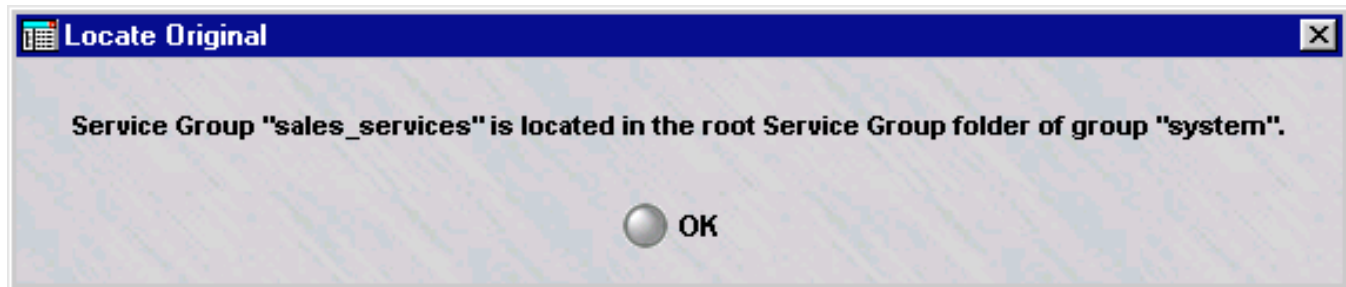 Locate Original
Service Group "sales_services" is located in the root Service Group folder of group "system".
OK